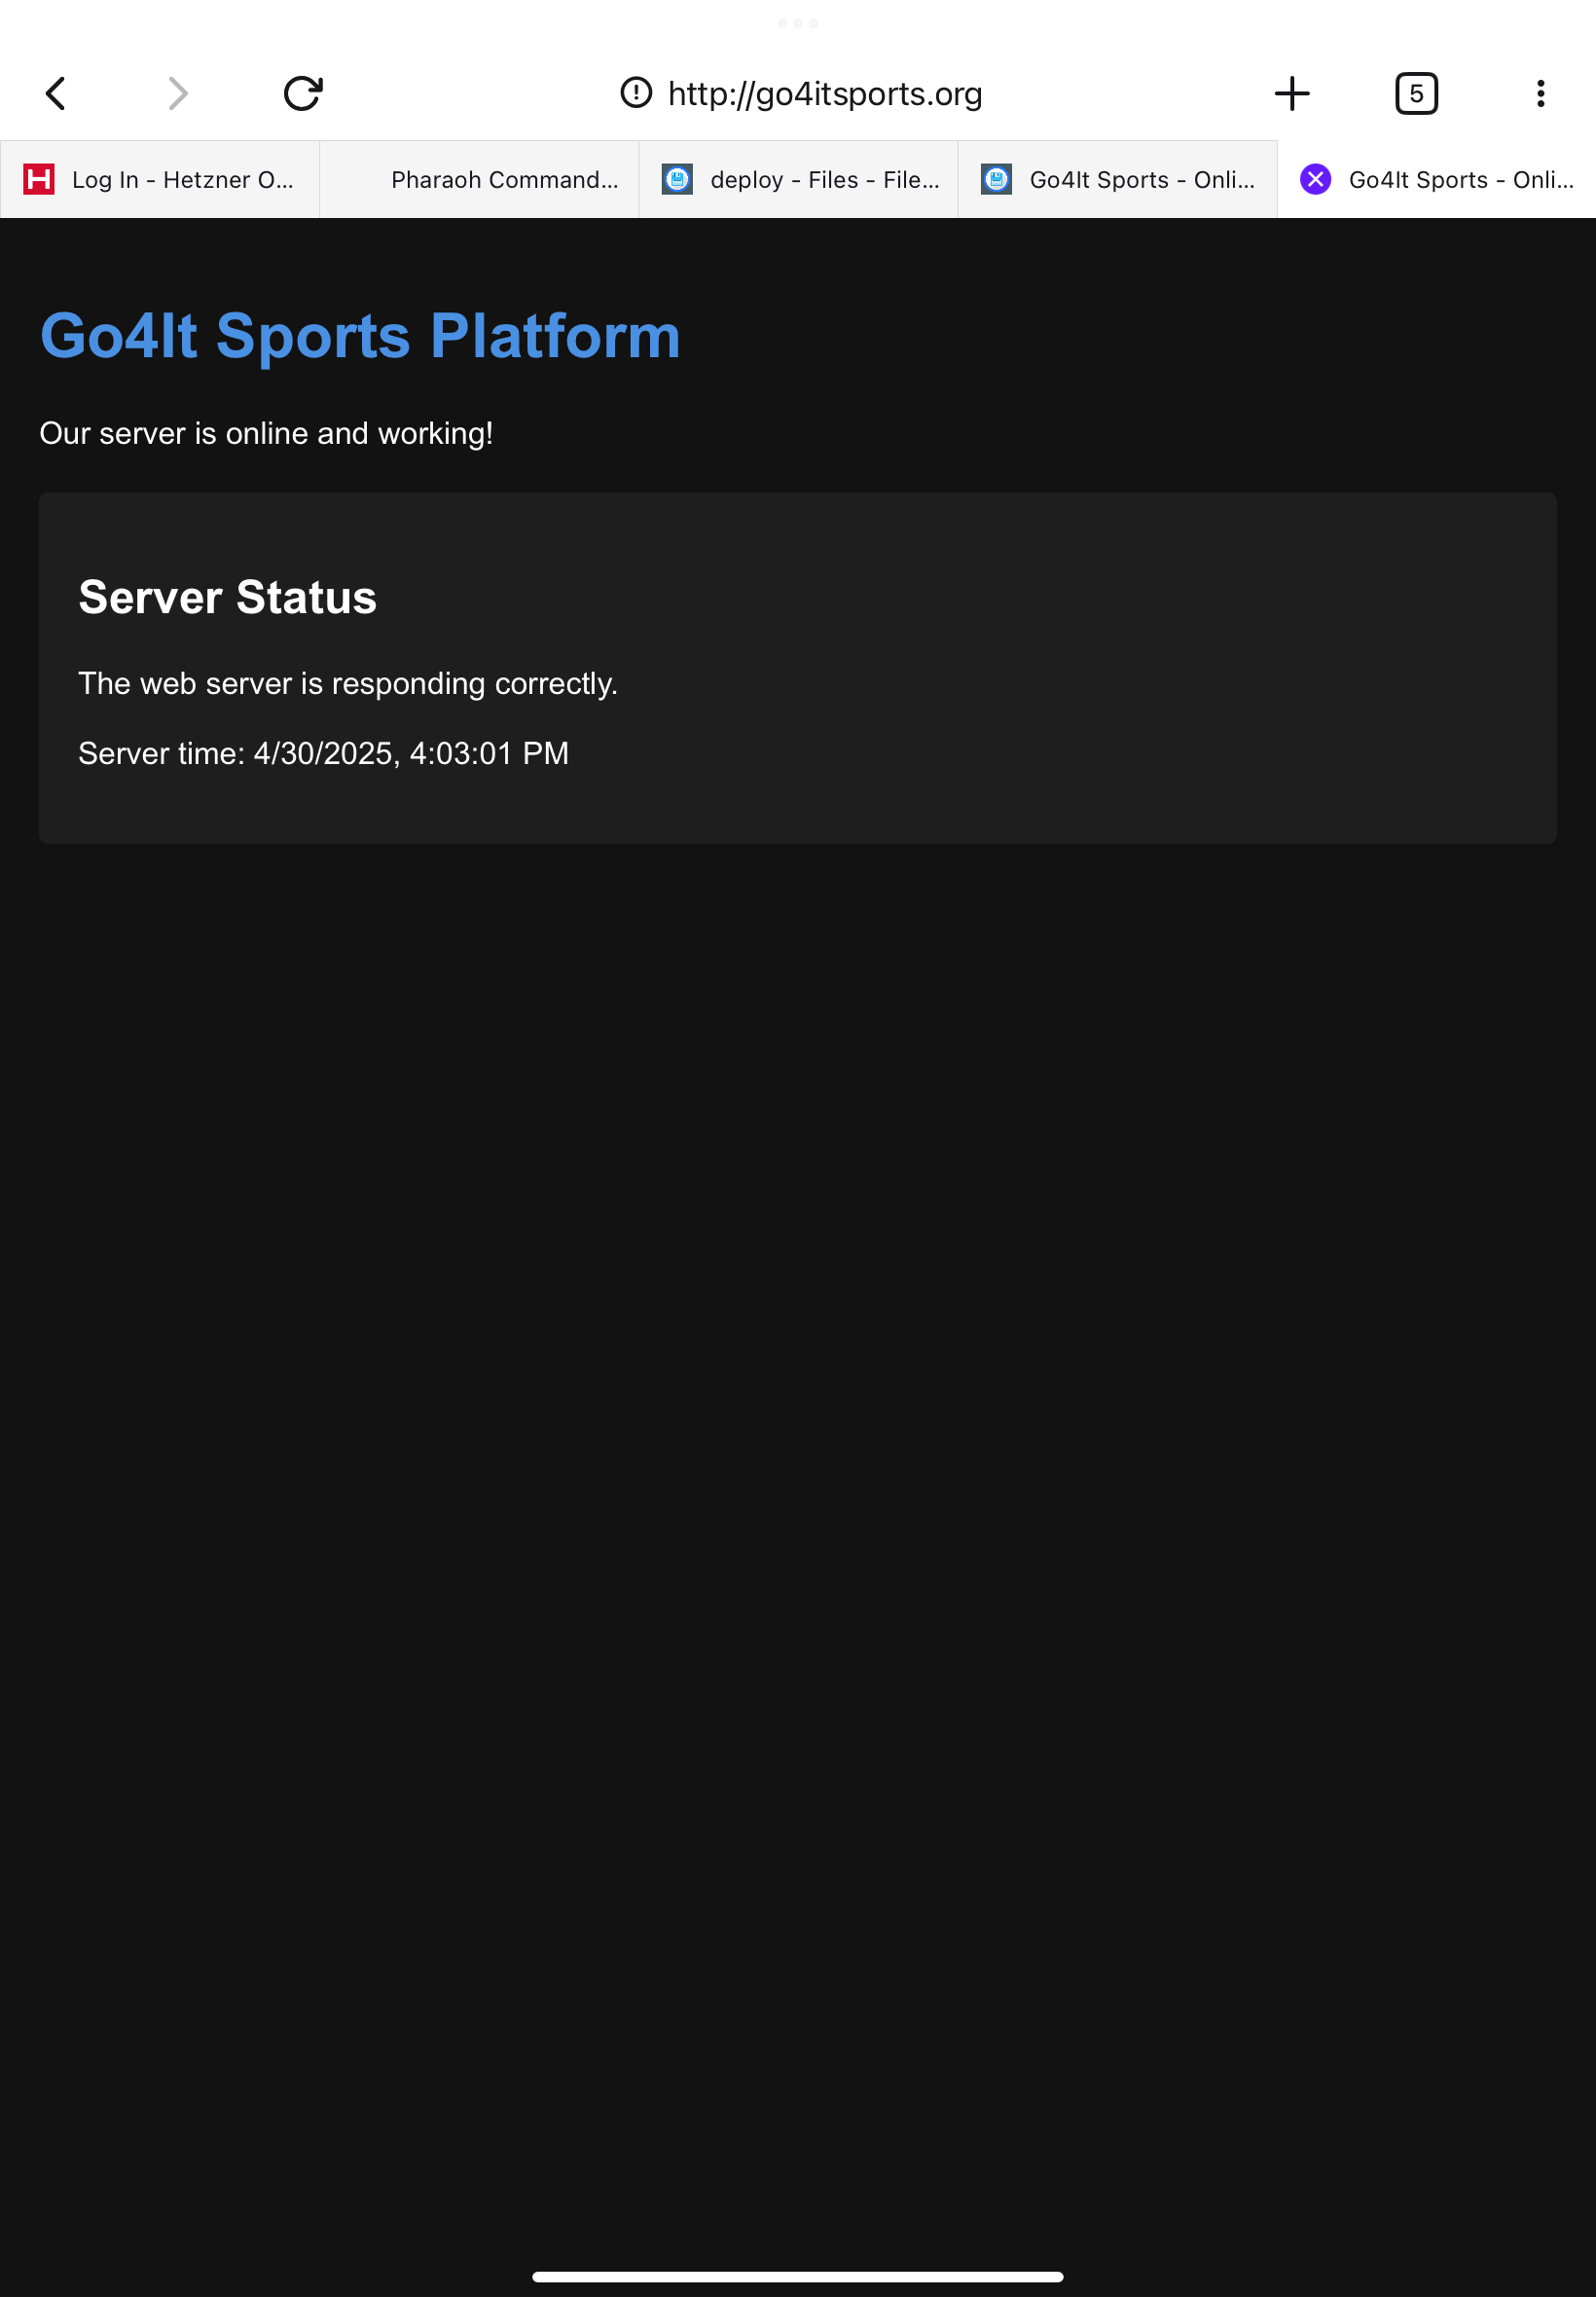 http://go4itsports.org
5
Log In - Hetzner O...
Pharaoh Command...
deploy - Files - File...
Go4It Sports - Onli...
Go4It Sports - Onli...
Go4It Sports Platform
Our server is online and working!
Server Status
The web server is responding correctly.
Server time: 4/30/2025, 4:03:01 PM